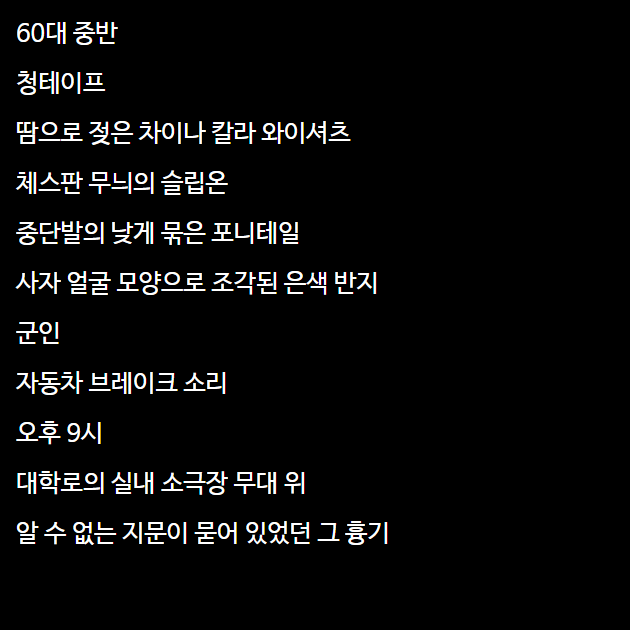 60대 중반
청테이프
땀으로 젖은 차이나 칼라 와이셔츠
체스판 무늬의 슬립온
중단발의 낮게 묶은 포니테일
사자 얼굴 모양으로 조각된 은색 반지
군인
자동차 브레이크 소리
오후 9시
대학로의 실내 소극장 무대 위
알 수 없는 지문이 묻어 있었던 그 흉기